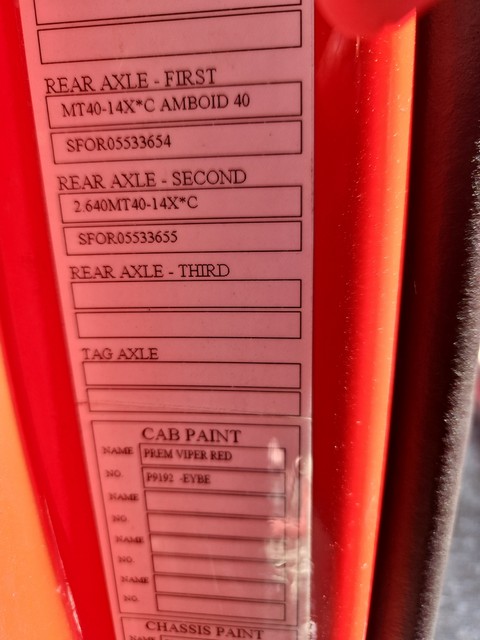 REAR AXLE - FIRST
MT40-14X*C AMBOID 40
SFOR05533654
REAR AXLE - SECOND
2.640MT40-14X*C
SFOR05533655
REAR AXLE - THIRD
TAG AXLE
CAB PAINT
NAME PREM VIPER RED
NO. P9192 -EYBE
NAME
NO.
NAME
NO.
NAME
NO.
CHASSIS PAINT
NAME